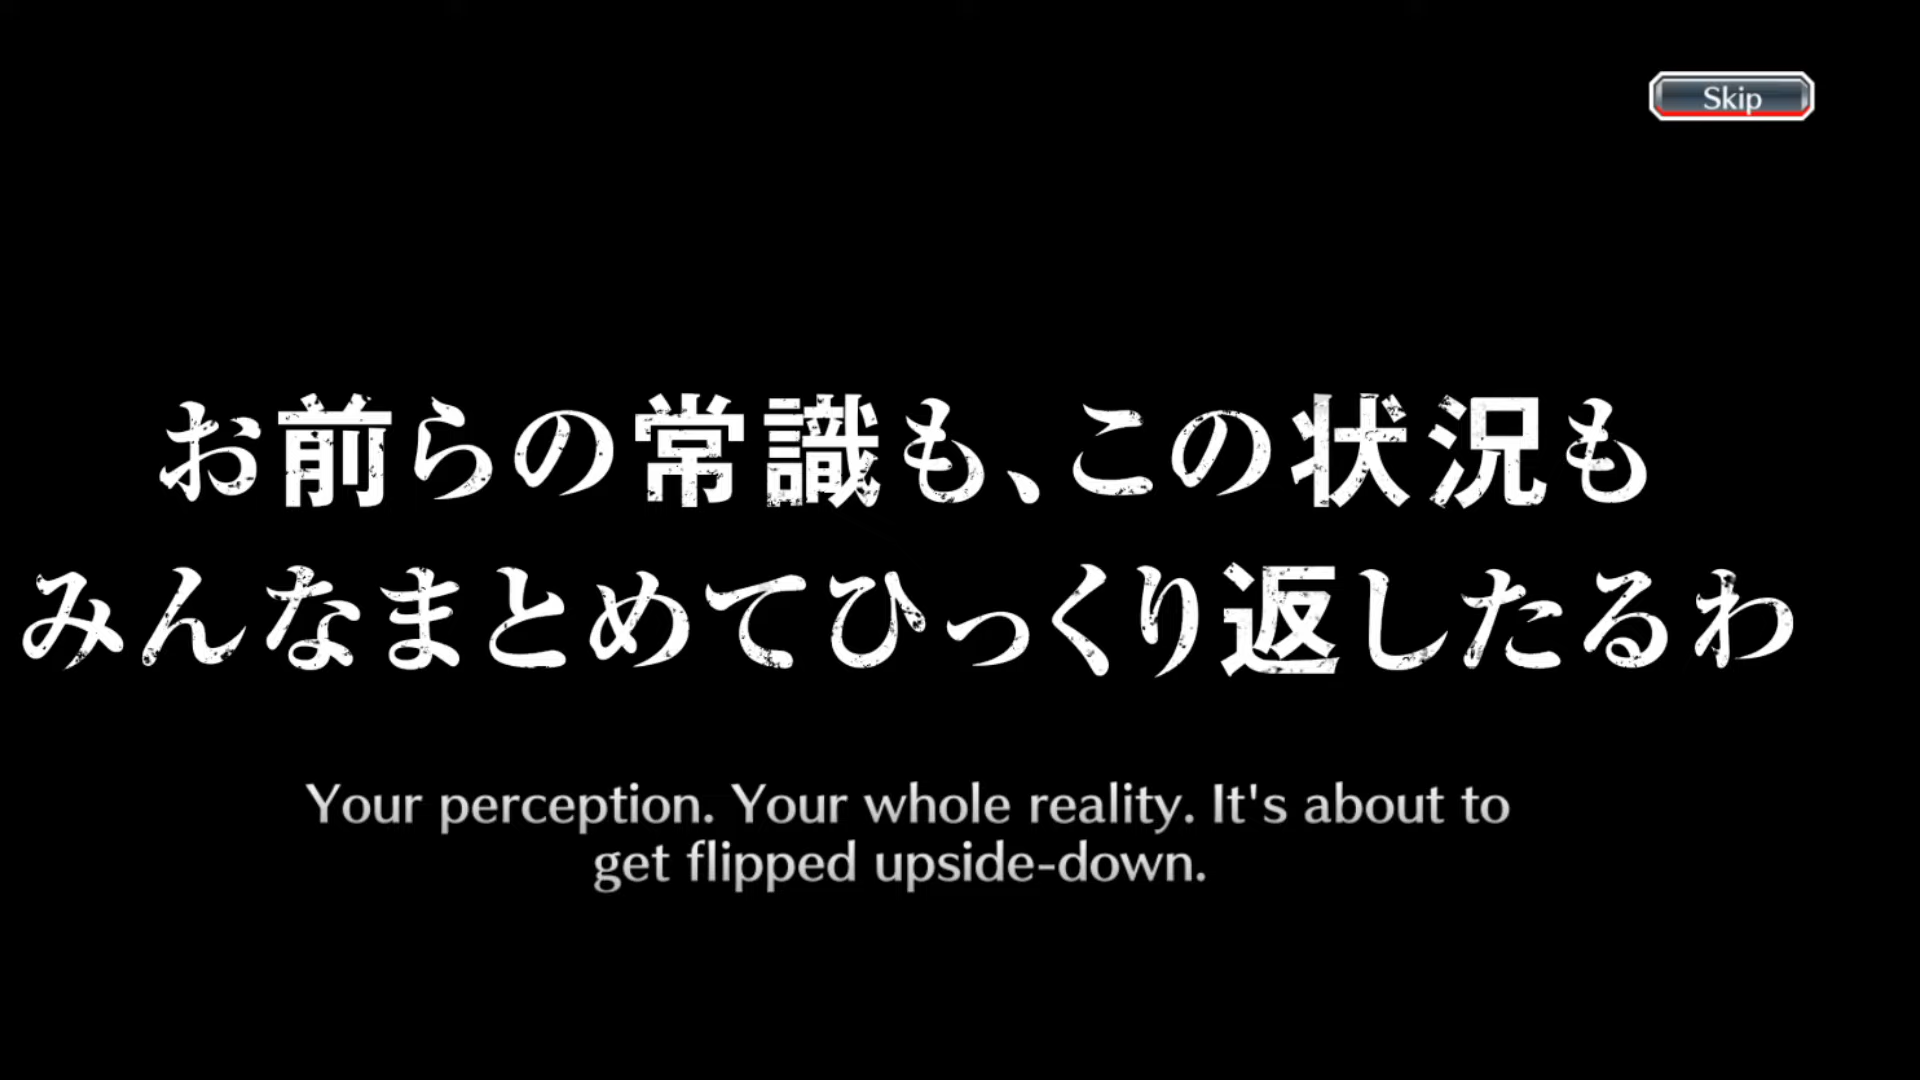 Skip
お前らの常識も、この状況も
みんなまとめてひっくり返したるわ
Your perception. Your whole reality. It's about to
get flipped upside-down.